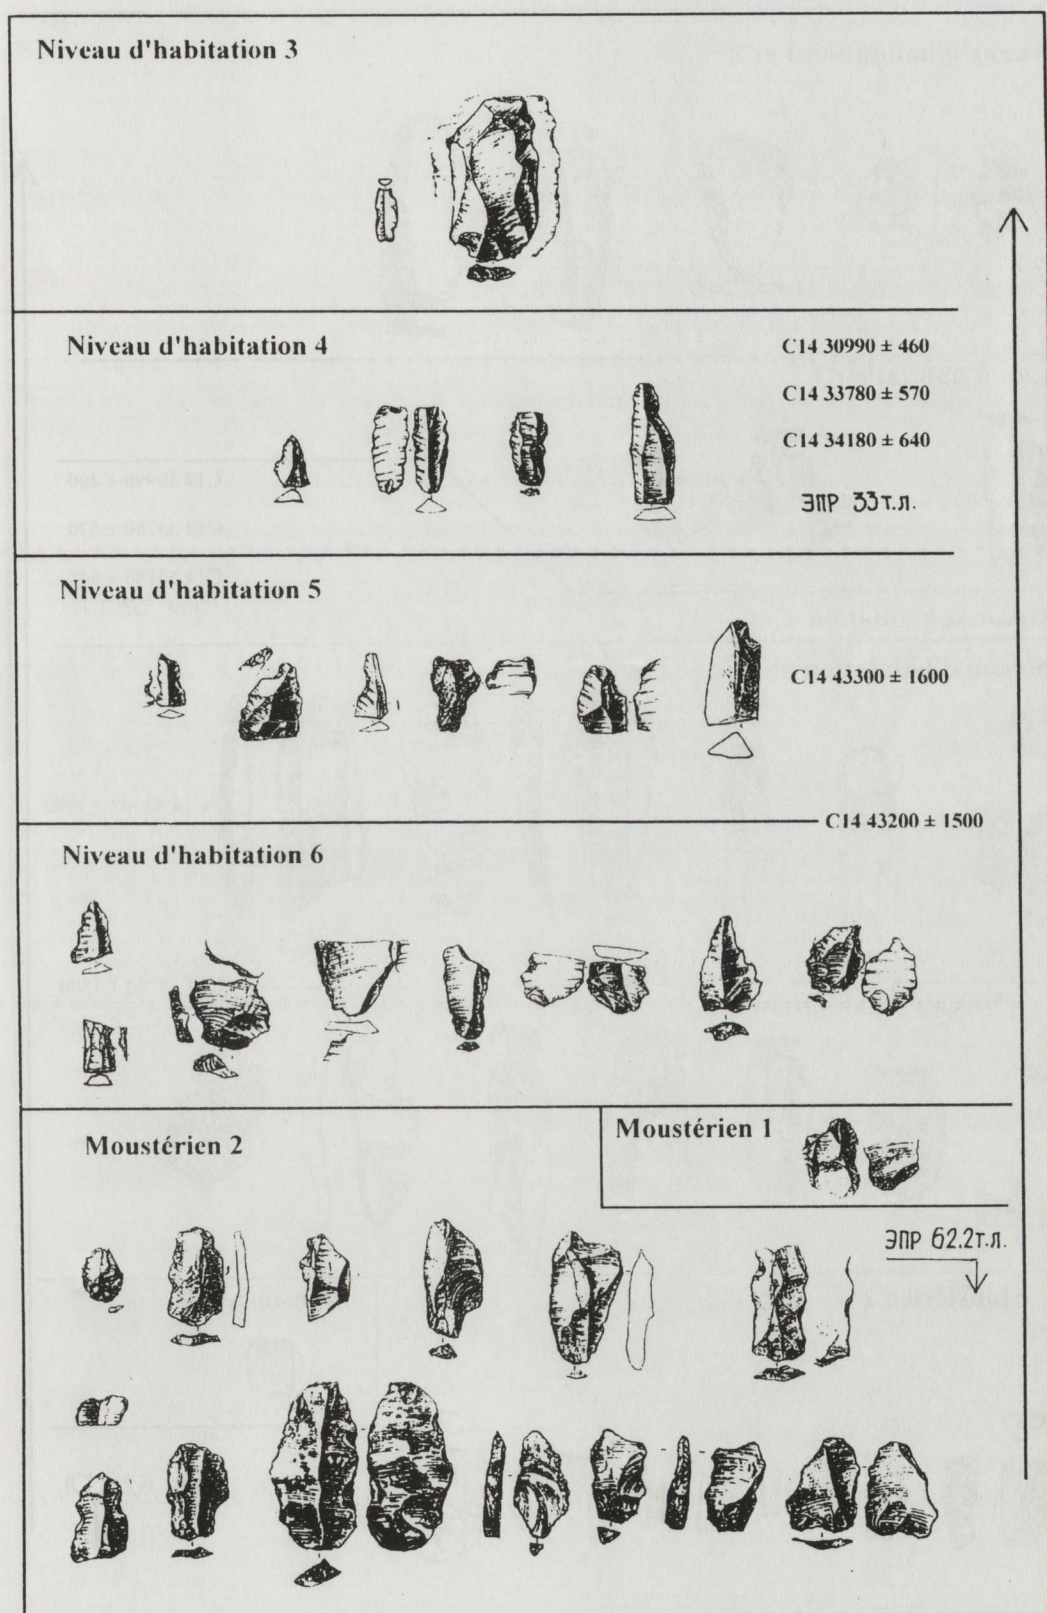 Niveau d'habitation 3
Niveau d'habitation 4
C14 30990 ± 460
C14 33780 ± 570
C14 34180 ± 640
ЭПР 33т.л.
Niveau d'habitation 5
C14 43300 ± 1600
C14 43200 ± 1500
Niveau d'habitation 6
Moustérien 2
Moustérien 1
ЭПР 62.2т.л.